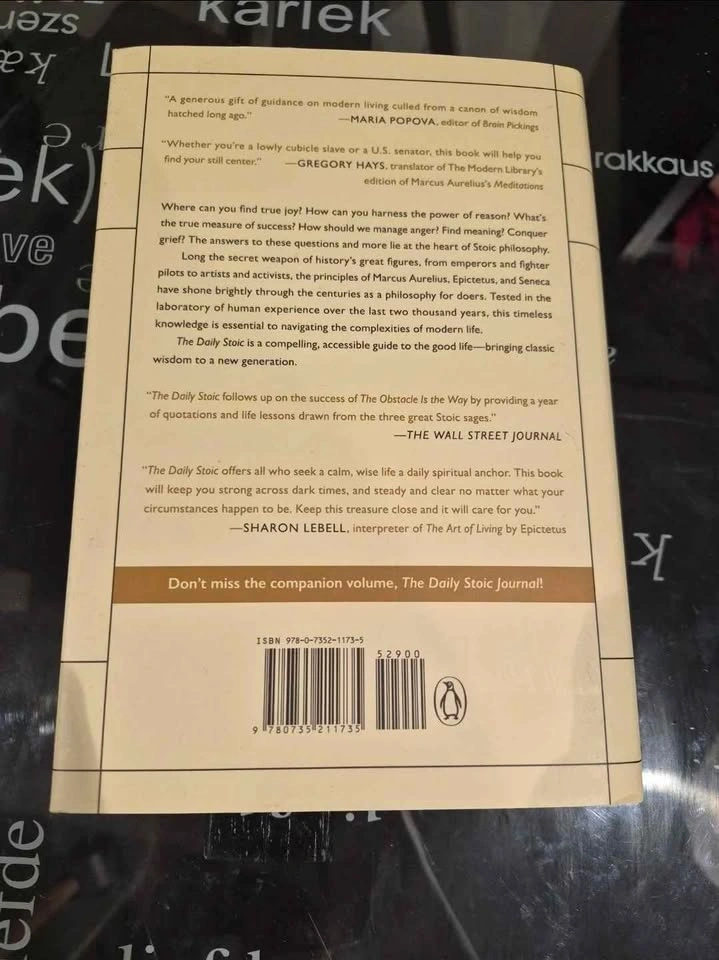 karlek
rakkaus
ek)
ve
be
"A generous gift of guidance on modern living culled from a canon of wisdom
hatched long ago."
—MARIA POPOVA, editor of Brain Pickings
"Whether you're a lowly cubicle slave or a U.S. senator, this book will help you
find your still center." —GREGORY HAYS, translator of The Modern Library's
edition of Marcus Aurelius's Meditations
Where can you find true joy? How can you harness the power of reason? What's
the true measure of success? How should we manage anger? Find meaning? Conquer
grief? The answers to these questions and more lie at the heart of Stoic philosophy.
Long the secret weapon of history's great figures, from emperors and fighter
pilots to artists and activists, the principles of Marcus Aurelius, Epictetus, and Seneca
have shone brightly through the centuries as a philosophy for doers. Tested in the
laboratory of human experience over the last two thousand years, this timeless
knowledge is essential to navigating the complexities of modern life.
The Daily Stoic is a compelling, accessible guide to the good life—bringing classic
wisdom to a new generation.
"The Daily Stoic follows up on the success of The Obstacle Is the Way by providing a year
of quotations and life lessons drawn from the three great Stoic sages."
—THE WALL STREET JOURNAL
"The Daily Stoic offers all who seek a calm, wise life a daily spiritual anchor. This book
will keep you strong across dark times, and steady and clear no matter what your
circumstances happen to be. Keep this treasure close and it will care for you."
—SHARON LEBELL, interpreter of The Art of Living by Epictetus
Don't miss the companion volume, The Daily Stoic Journal!
ISBN 978-0-7352-1173-5
52900
9 780735 211735